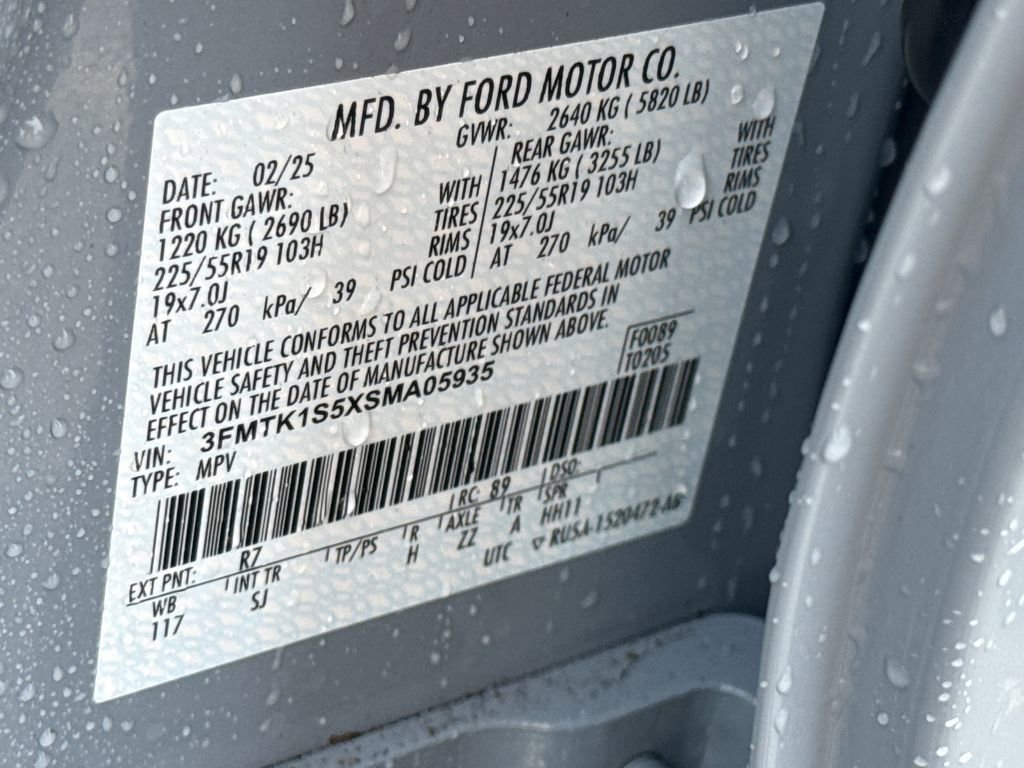 MFD. BY FORD MOTOR CO.
DATE: 02/25 GVWR: 2640 KG ( 5820 LB)
FRONT GAWR: REAR GAWR:
1220 KG ( 2690 LB) WITH 1476 KG ( 3255 LB) WITH
225/55R19 103H TIRES 225/55R19 103H TIRES
19x7.0J RIMS 19x7.0J RIMS
AT 270 kPa/ 39 PSI COLD AT 270 kPa/ 39 PSI COLD
THIS VEHICLE CONFORMS TO ALL APPLICABLE FEDERAL MOTOR
VEHICLE SAFETY AND THEFT PREVENTION STANDARDS IN
EFFECT ON THE DATE OF MANUFACTURE SHOWN ABOVE.
F0089
T0205
VIN: 3FMTK1S5XSMA05935
TYPE: MPV
EXT PNT: R7 RC: 89 DSO:
WB INT TR TP/PS R AXLE TR SPR
117 SJ H ZZ A HH11
UTC ▽ RUSA-1520472-AB